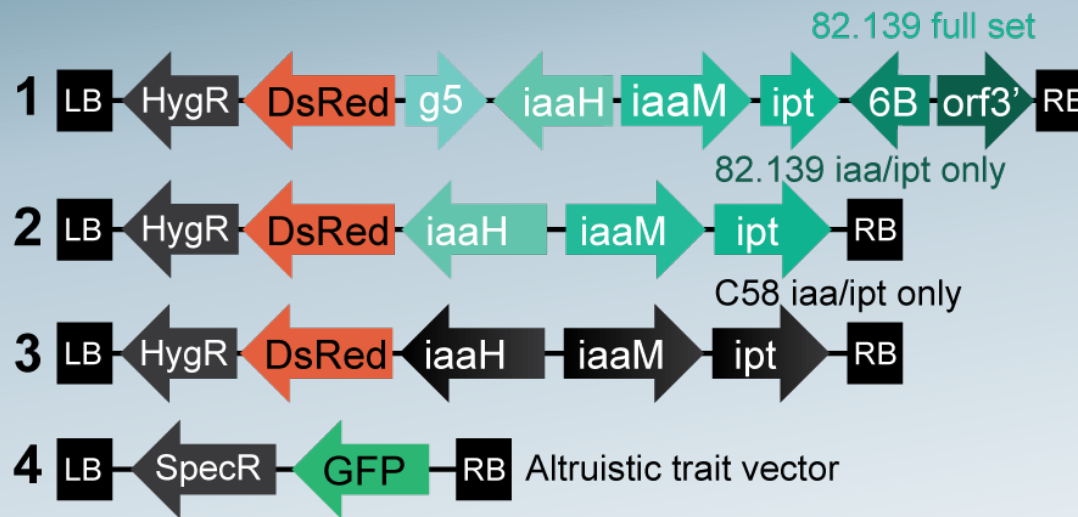 82.139 full set
1 LB HygR DsRed g5 iaaH iaaM ipt 6B orf3' RB
82.139 iaa/ipt only
2 LB HygR DsRed iaaH iaaM ipt RB
C58 iaa/ipt only
3 LB HygR DsRed iaaH iaaM ipt RB
4 LB SpecR GFP RB Altruistic trait vector